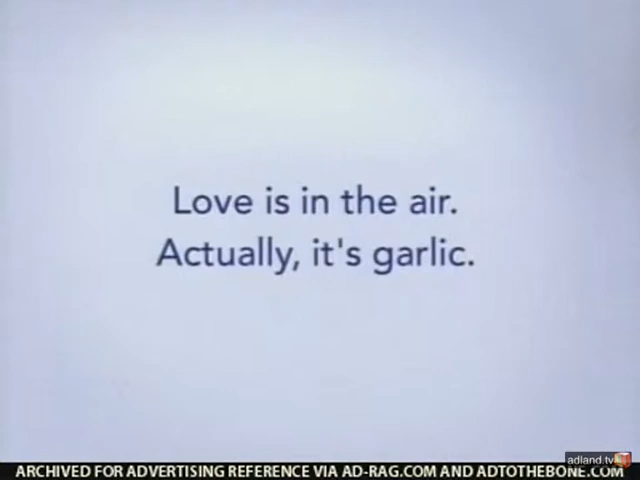 Love is in the air.
Actually, it's garlic.
adland.tv
ARCHIVED FOR ADVERTISING REFERENCE VIA AD-RAG.COM AND ADTOTHEBONE.COM